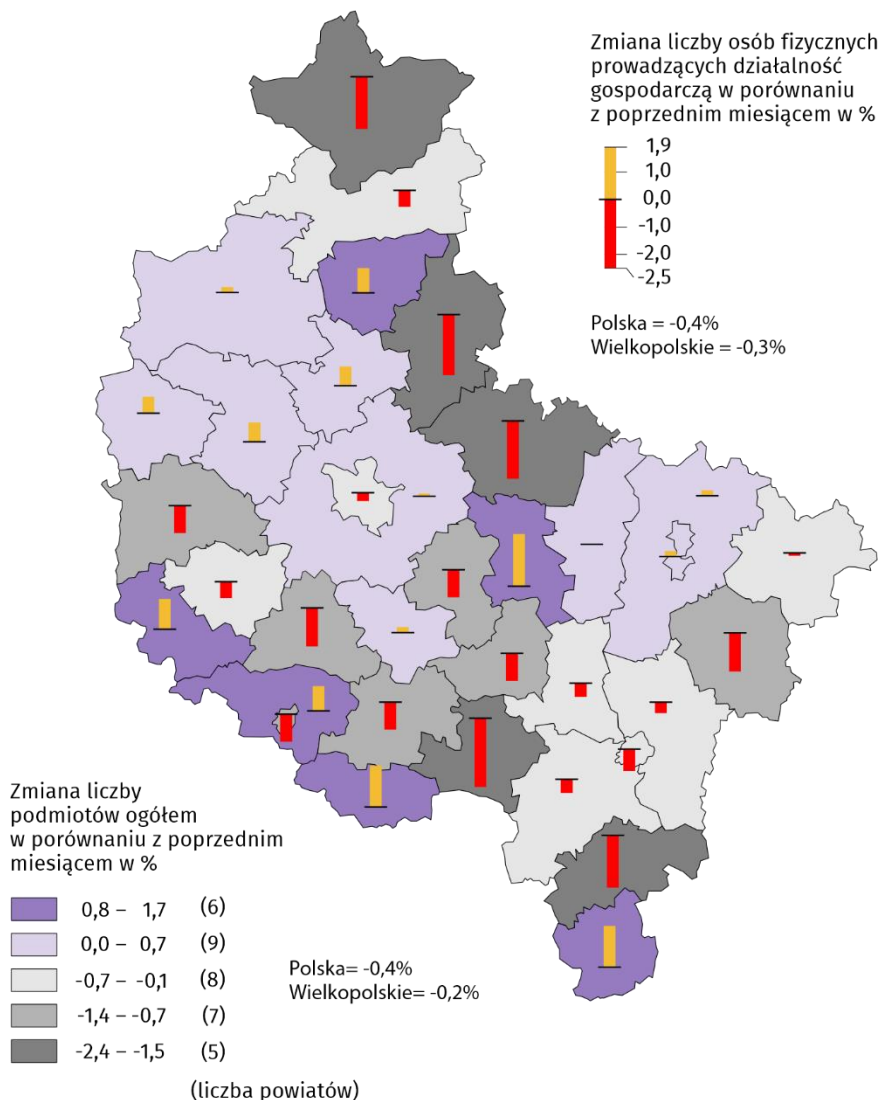 Zmiana liczby osób fizycznych
prowadzących działalność
gospodarczą w porównaniu
z poprzednim miesiącem w %
1,9
1,0
0,0
-1,0
-2,0
-2,5
Polska = -0,4%
Wielkopolskie = -0,3%
Zmiana liczby
podmiotów ogółem
w porównaniu z poprzednim
miesiącem w %
0,8 – 1,7 (6)
0,0 – 0,7 (9)
-0,7 – -0,1 (8)
-1,4 – -0,7 (7)
-2,4 – -1,5 (5)
(liczba powiatów)
Polska= -0,4%
Wielkopolskie= -0,2%